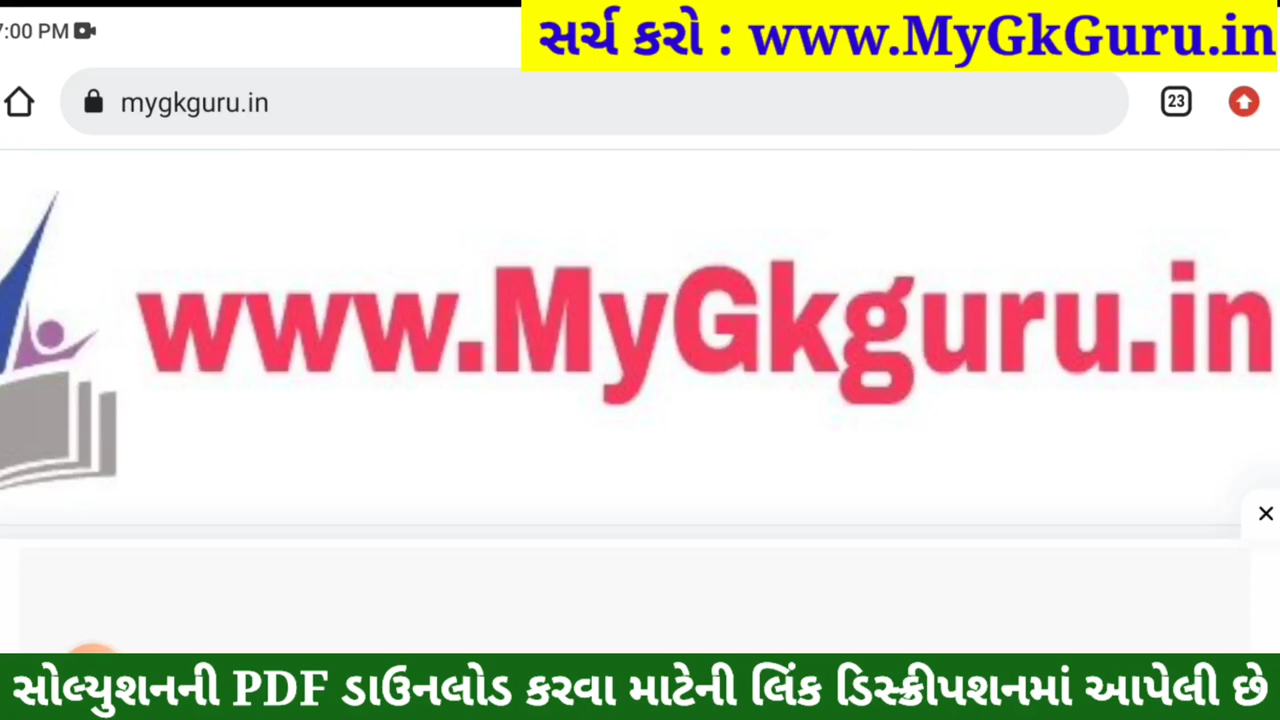 7:00 PM
સર્ચ કરો : www.MyGkGuru.in
mygkguru.in
23
www.MyGkguru.in
સોલ્યુશનની PDF ડાઉનલોડ કરવા માટેની લિંક ડિસ્ક્રીપશનમાં આપેલી છે